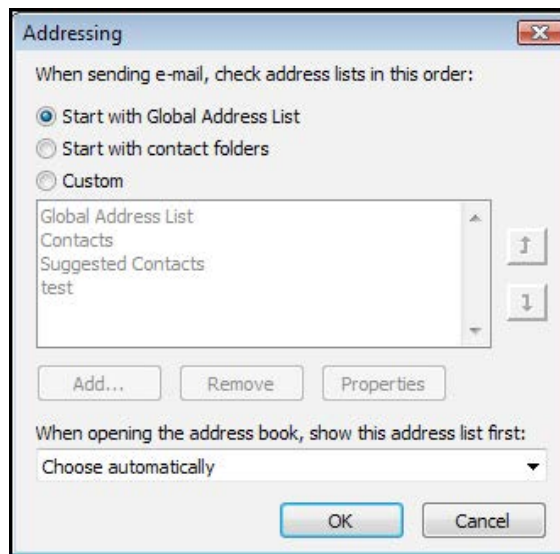 Addressing
When sending e-mail, check address lists in this order:
Start with Global Address List
Start with contact folders
Custom
Global Address List
Contacts
Suggested Contacts
test
Add... Remove Properties
When opening the address book, show this address list first:
Choose automatically
OK Cancel